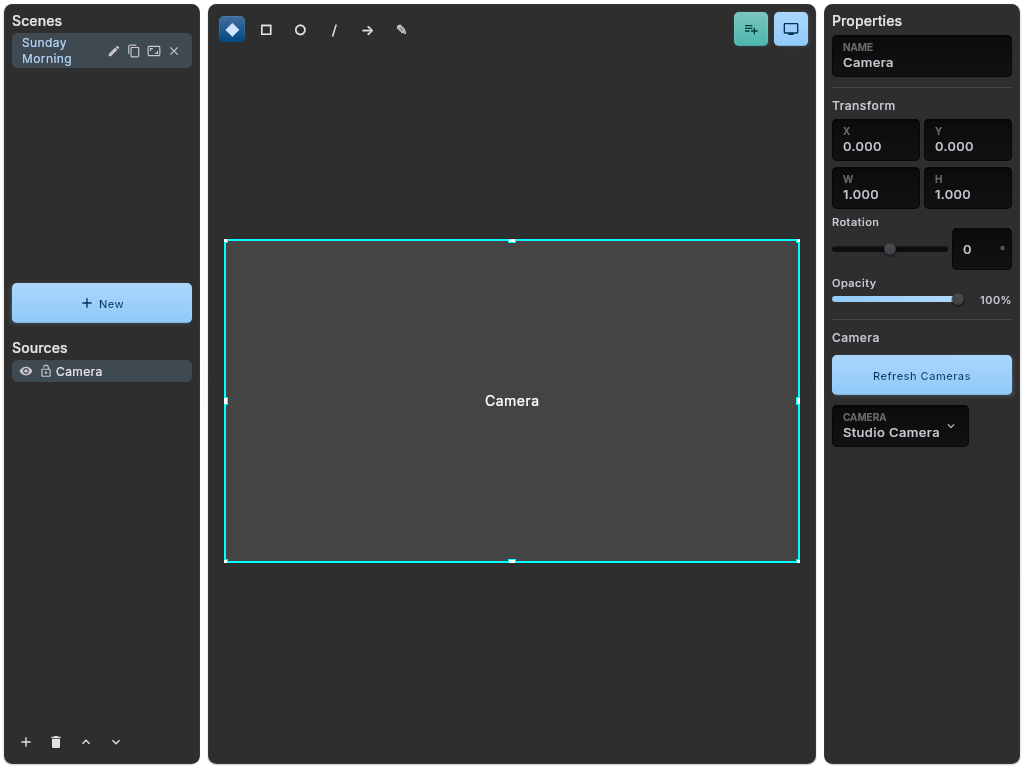 Scenes
Sunday
Morning
New
Sources
Camera
Camera
Properties
NAME
Camera
Transform
X
0.000
Y
0.000
W
1.000
H
1.000
Rotation
0 °
Opacity
100%
Camera
Refresh Cameras
CAMERA
Studio Camera